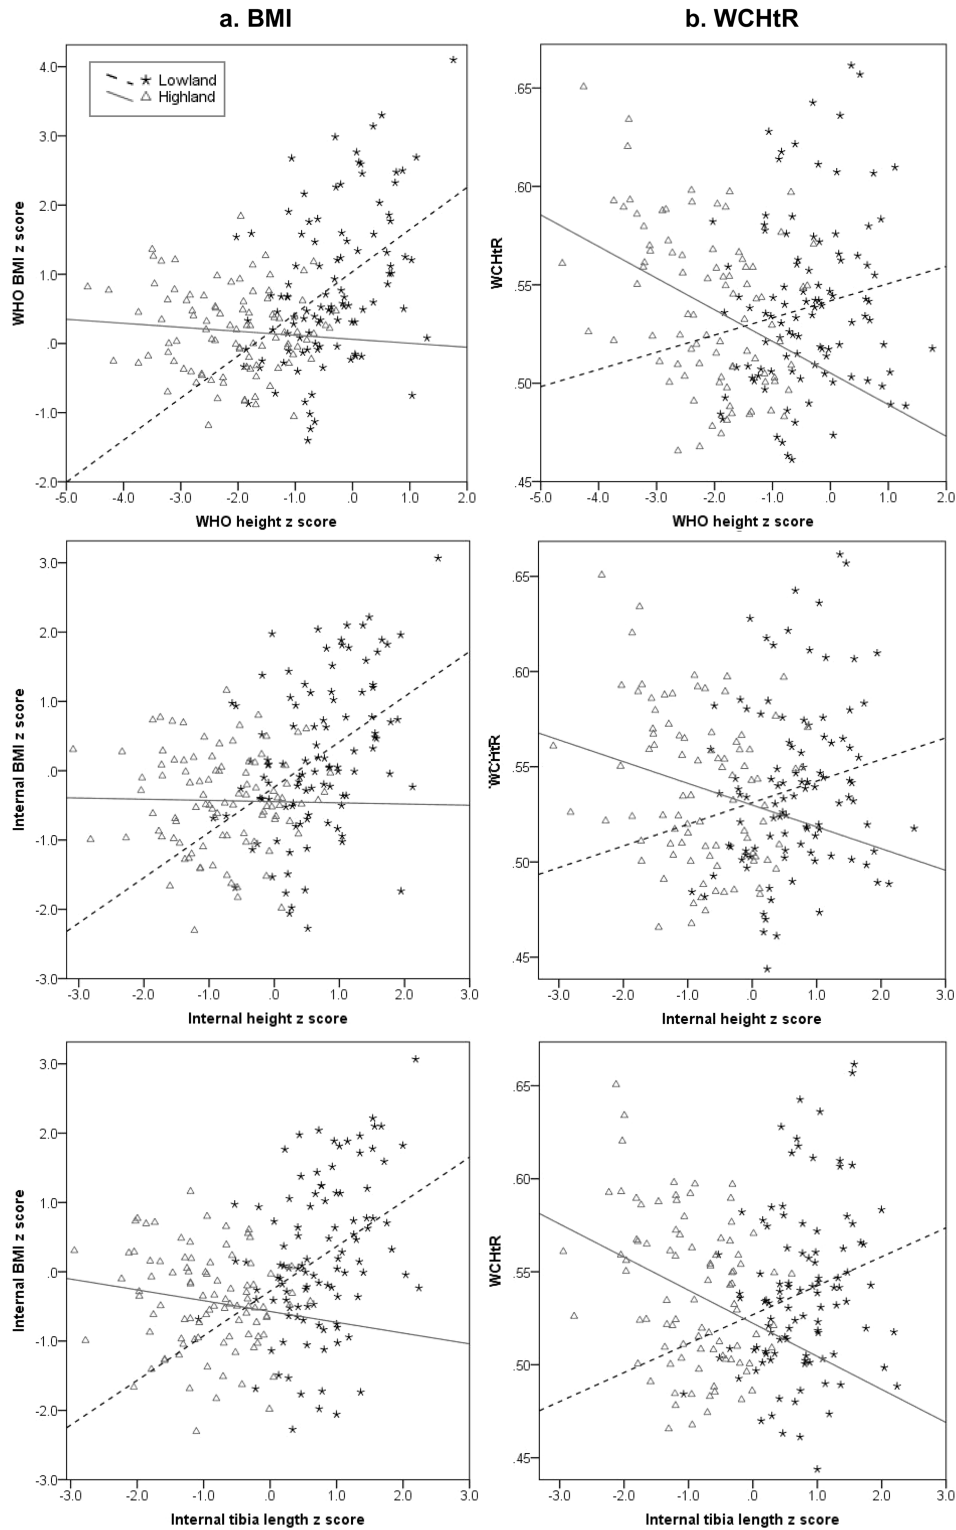 a. BMI
b. WCHtR
Lowland
Highland
4.0
3.0
2.0
1.0
.0
-1.0
-2.0
WHO BMI z score
-5.0 -4.0 -3.0 -2.0 -1.0 .0 1.0 2.0
WHO height z score
.65
.60
.55
.50
.45
WCHtR
-5.0 -4.0 -3.0 -2.0 -1.0 .0 1.0 2.0
WHO height z score
3.0
2.0
1.0
.0
-1.0
-2.0
-3.0
Internal BMI z score
-3.0 -2.0 -1.0 .0 1.0 2.0 3.0
Internal height z score
.65
.60
.55
.50
.45
WCHtR
-3.0 -2.0 -1.0 .0 1.0 2.0 3.0
Internal height z score
3.0
2.0
1.0
.0
-1.0
-2.0
-3.0
Internal BMI z score
-3.0 -2.0 -1.0 .0 1.0 2.0 3.0
Internal tibia length z score
.65
.60
.55
.50
.45
WCHtR
-3.0 -2.0 -1.0 .0 1.0 2.0 3.0
Internal tibia length z score